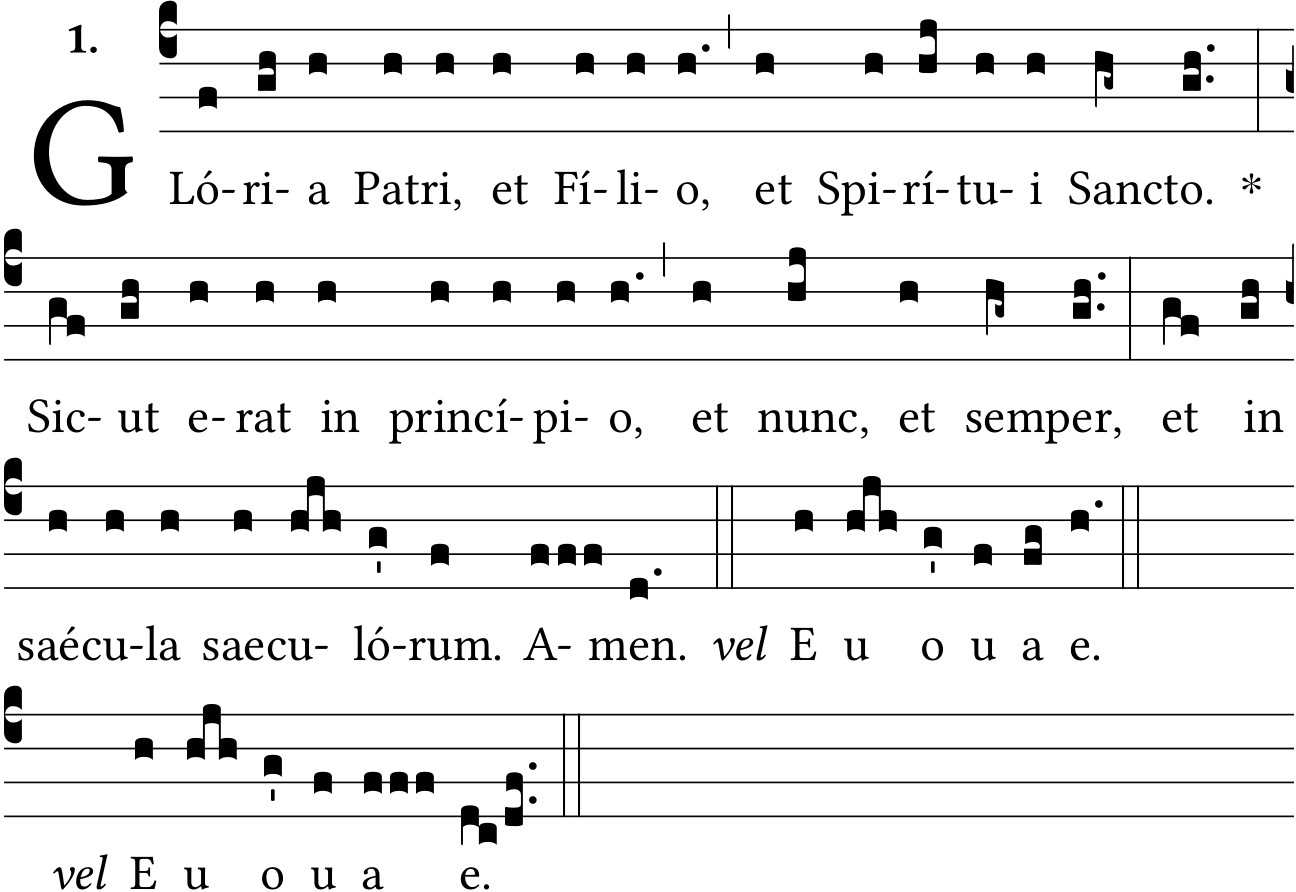 1.
GLó-ri- a Patri, et Fí-li- o, et Spi-rí-tu- i Sancto. *
Sic- ut e-rat in princí-pi- o, et nunc, et semper, et in
saécu-la saecu- ló-rum. A- men. vel E u o u a e.
vel E u o u a e.